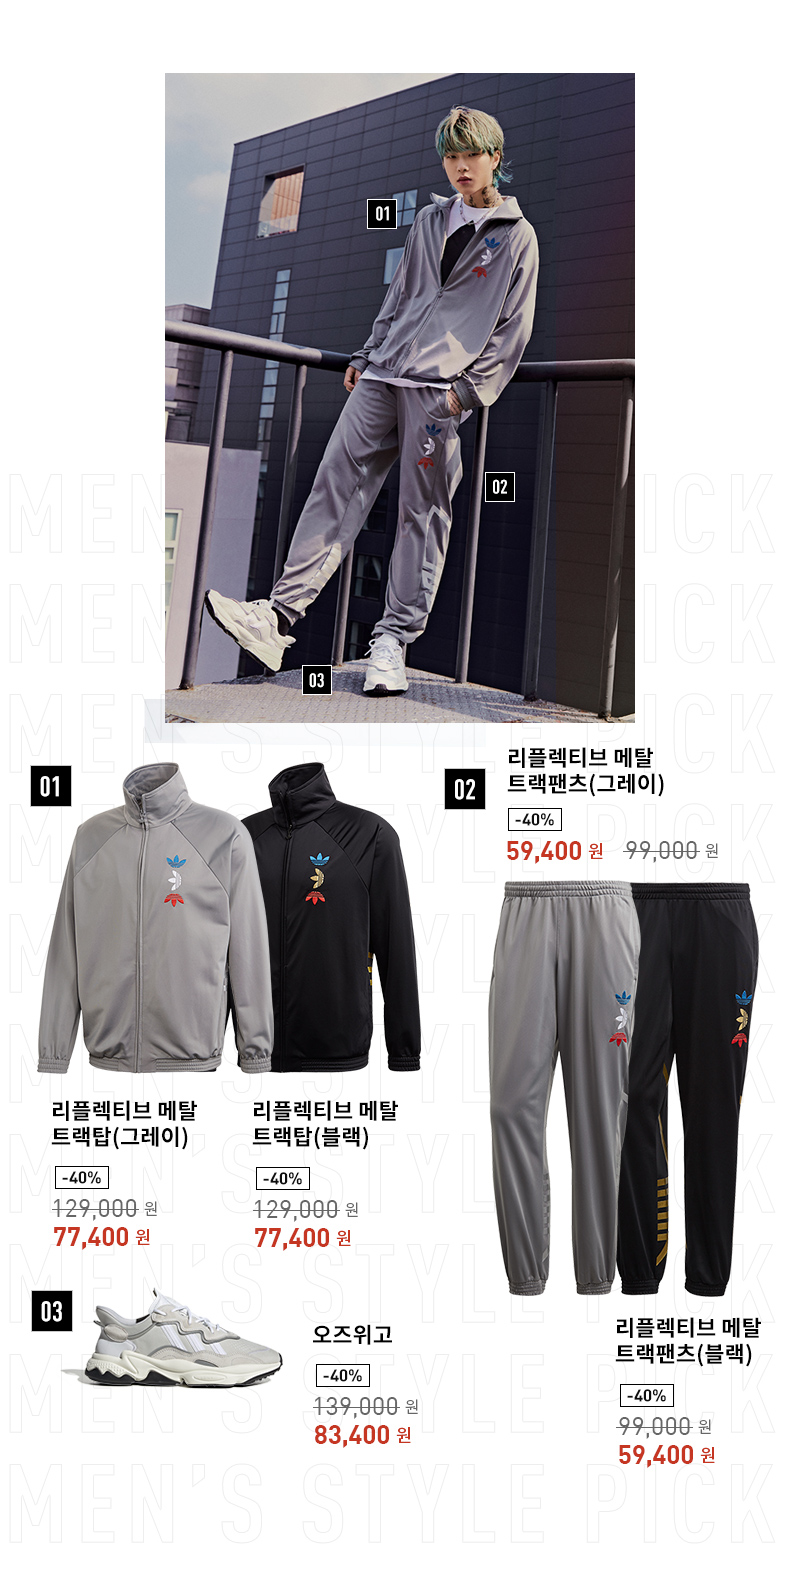 01
02
03
01
리플렉티브 메탈
트랙탑(그레이)
-40%
129,000 원
77,400 원
리플렉티브 메탈
트랙탑(블랙)
-40%
129,000 원
77,400 원
02
리플렉티브 메탈
트랙팬츠(그레이)
-40%
59,400 원 99,000 원
리플렉티브 메탈
트랙팬츠(블랙)
-40%
99,000 원
59,400 원
03
오즈위고
-40%
139,000 원
83,400 원
MEN'S STYLE PICK
MEN'S STYLE PICK
MEN'S STYLE PICK
MEN'S STYLE PICK
MEN'S STYLE PICK
MEN'S STYLE PICK
MEN'S STYLE PICK
MEN'S STYLE PICK
MEN'S STYLE PICK
MEN'S STYLE PICK